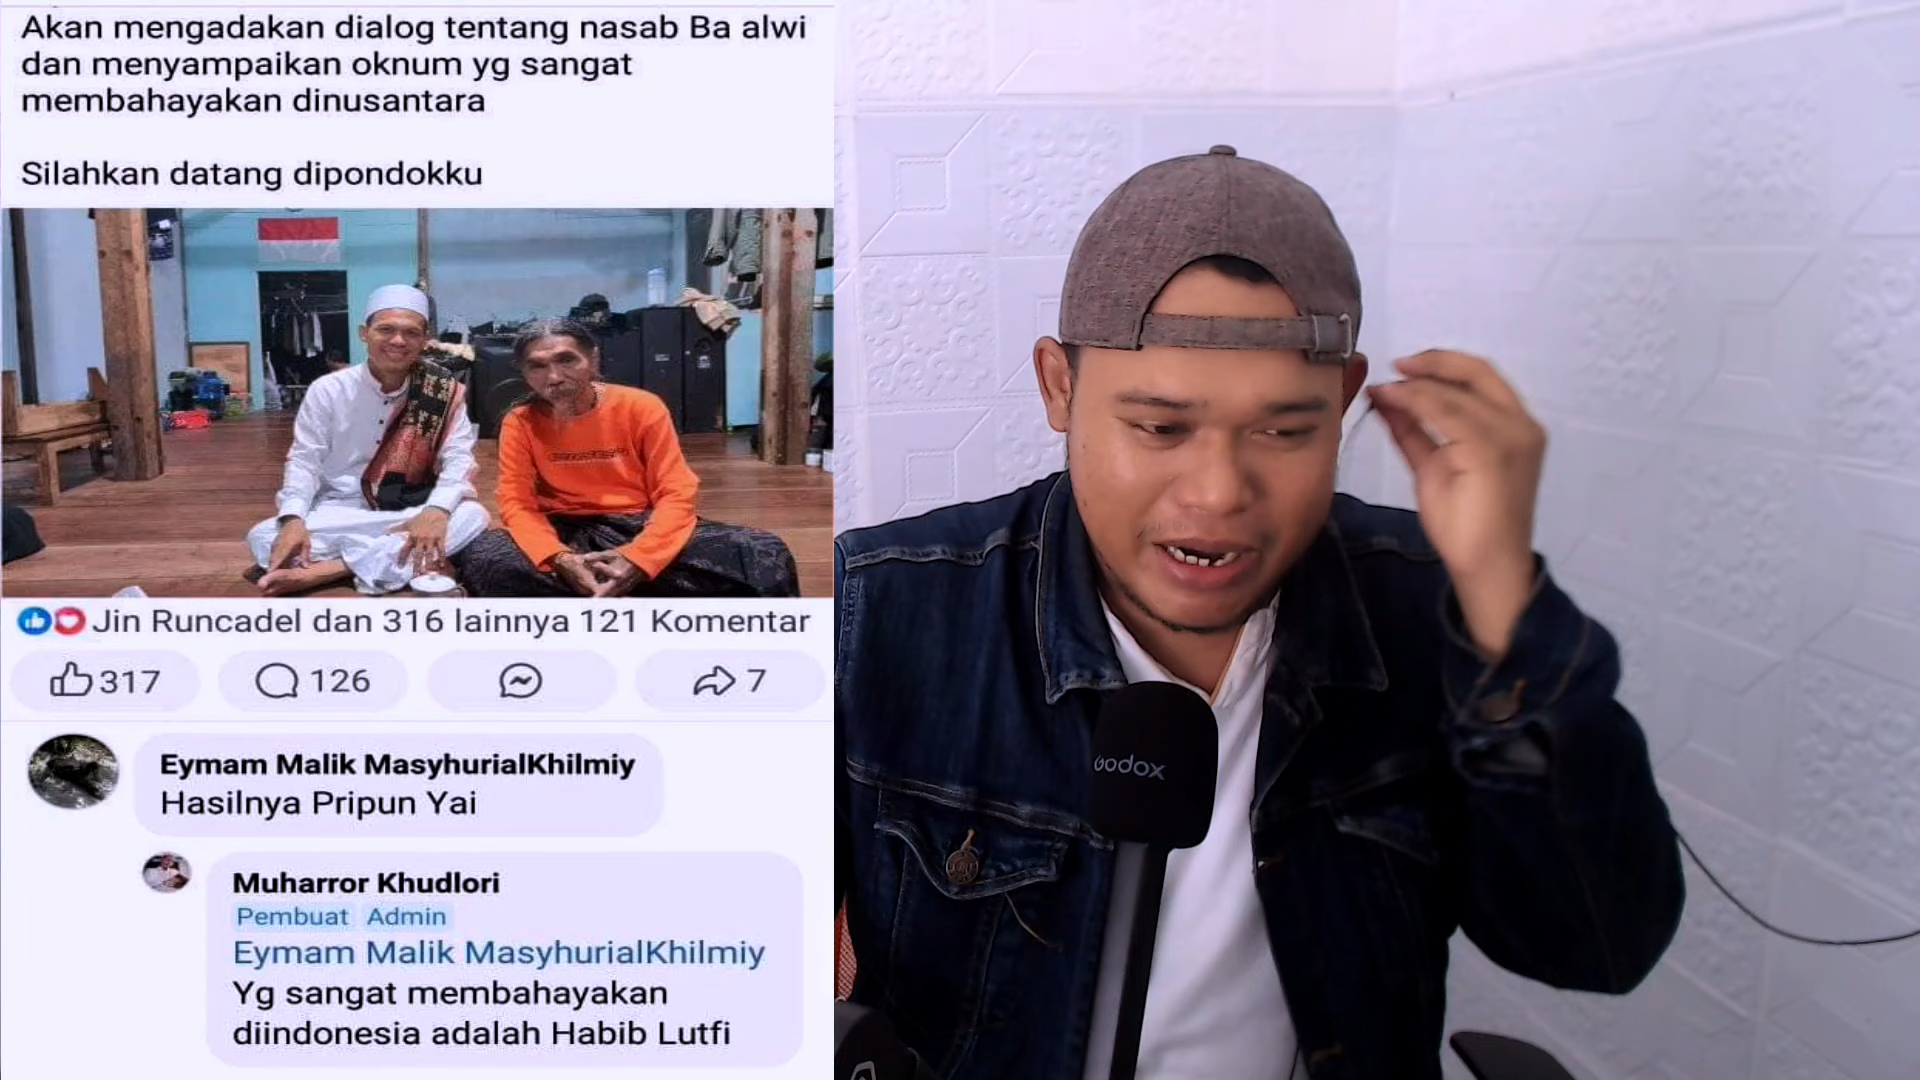 Akan mengadakan dialog tentang nasab Ba alwi
dan menyampaikan oknum yg sangat
membahayakan dinusantara
Silahkan datang dipondokku
Jin Runcadel dan 316 lainnya 121 Komentar
317
126
7
Eymam Malik MasyhurialKhilmiy
Hasilnya Pripun Yai
Muharror Khudlori
Pembuat Admin
Eymam Malik MasyhurialKhilmiy
Yg sangat membahayakan
diindonesia adalah Habib Lutfi
Godox